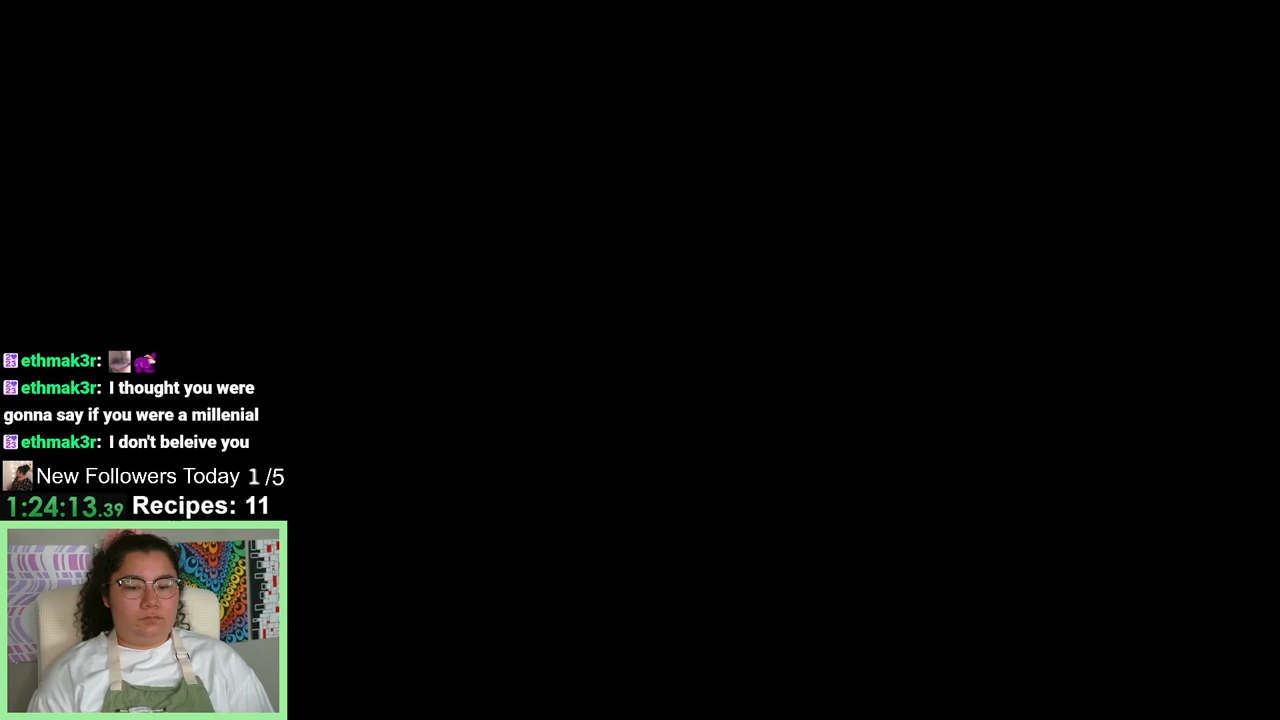 ethmak3r:
ethmak3r: I thought you were
gonna say if you were a millenial
ethmak3r: I don't beleive you
New Followers Today 1 /5
1:24:13.39 Recipes: 11